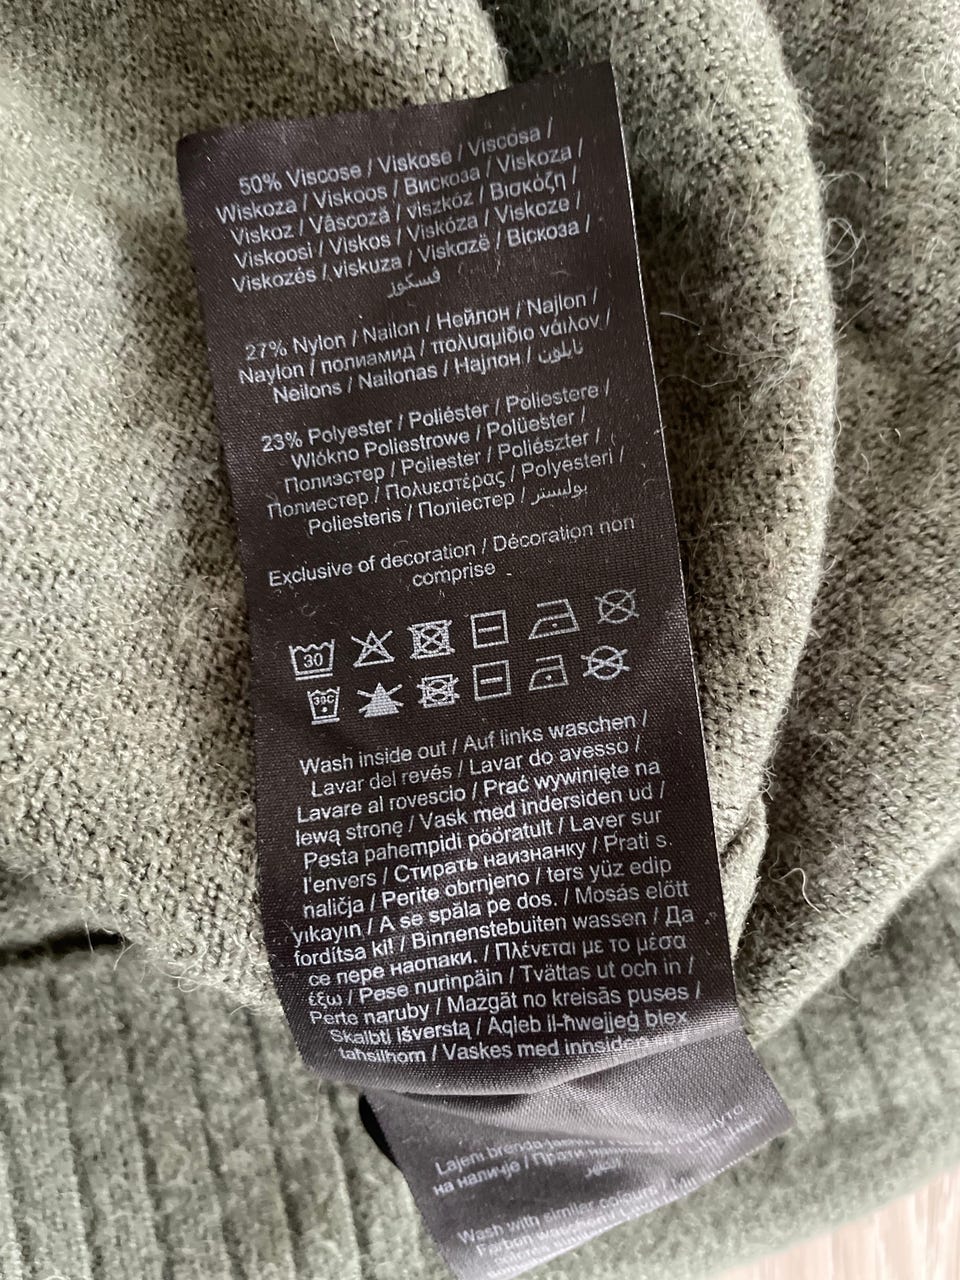 50% Viscose / Viskose / Viscosa /
Wiskoza / Viskoos / Вискоза / Viskoza /
Viskoz / Vâscoză / viszkóz / Βισκόζη /
Viskoosi / Viskos / Viskóza / Viskoze /
Viskozės / viskuza / Viskozë / Віскоза /
فسكوز
27% Nylon / Nailon / Нейлон / Najlon /
Naylon / полиамид / πολυαμίδιο νάιλον /
Neilons / Nailonas / Најлон / نايلون
23% Polyester / Poliéster / Poliestere /
Włókno Poliestrowe / Polüester /
Полиэстер / Poliester / Poliészter /
Полиестер / Πολυεστέρας / Polyesteri /
Poliesteris / Поліестер / بوليستر
Exclusive of decoration / Décoration non
comprise
30
30C
Wash inside out / Auf links waschen /
Lavar del revés / Lavar do avesso /
Lavare al rovescio / Prać wywinięte na
lewą stronę / Vask med indersiden ud /
Pesta pahempidi pööratult / Laver sur
l'envers / Стирать наизнанку / Prati s.
naličja / Perite obrnjeno / ters yüz edip
yıkayın / A se spăla pe dos. / Mosás előtt
fordítsa ki! / Binnenstebuiten wassen / Да
се пере наопаки. / Πλένεται με το μέσα
έξω / Pese nurinpäin / Tvättas ut och in /
Perte naruby / Mazgāt no kreisās puses /
Skalbti išverstą / Aqleb il-ħwejjeġ biex
taħsilhom / Vaskes med innsiden
Lajeni brenda
на наличје / Прати
Wash with similar colours /